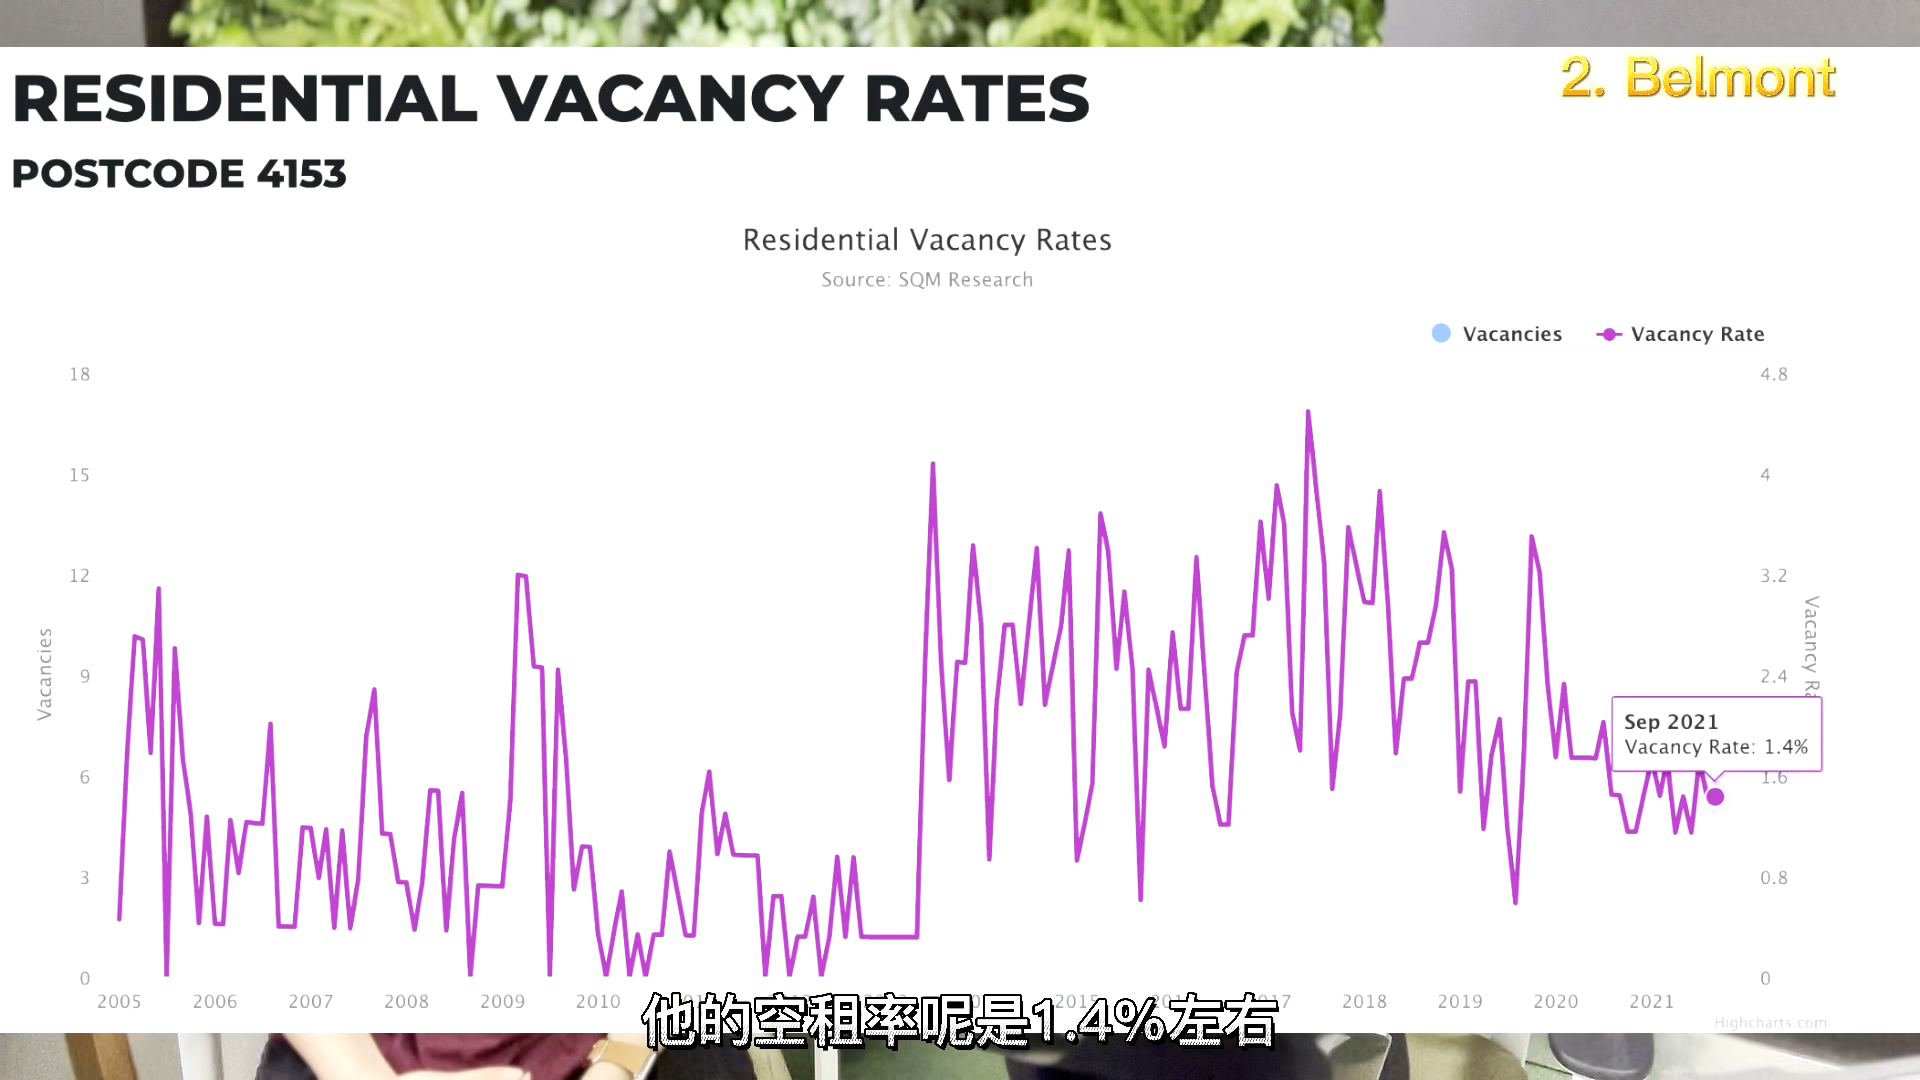 2. Belmont
RESIDENTIAL VACANCY RATES
POSTCODE 4153
Residential Vacancy Rates
Source: SQM Research
Vacancies
Vacancy Rate
18
4.8
15
4
12
3.2
9
2.4
6
1.6
3
0.8
0
0
Vacancies
Vacancy Ra
Sep 2021
Vacancy Rate: 1.4%
2005 2006 2007 2008 2009 2010 2015 2018 2019 2020 2021
Highcharts.com
他的空租率呢是1.4%左右